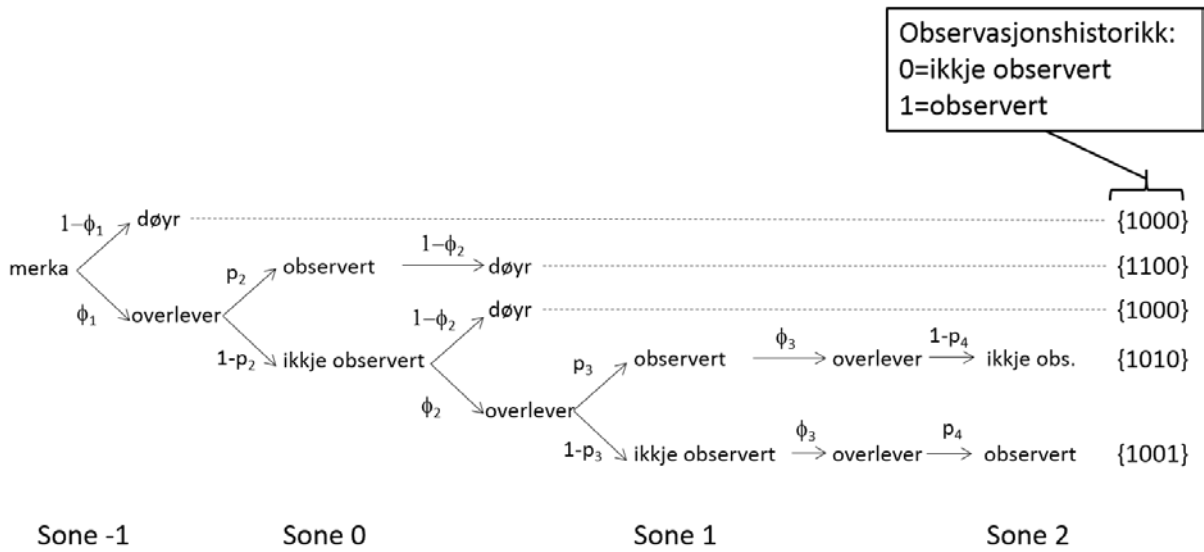 Observasjonshistorikk:
0=ikkje observert
1=observert
1−ϕ₁ døyr {1000}
merka p₂ observert 1−ϕ₂ døyr {1100}
ϕ₁ overlever 1−ϕ₂ døyr {1000}
1-p₂ ikkje observert p₃ observert ϕ₃ overlever 1-p₄ ikkje obs. {1010}
ϕ₂ overlever
1-p₃ ikkje observert ϕ₃ overlever p₄ observert {1001}
Sone -1 Sone 0 Sone 1 Sone 2